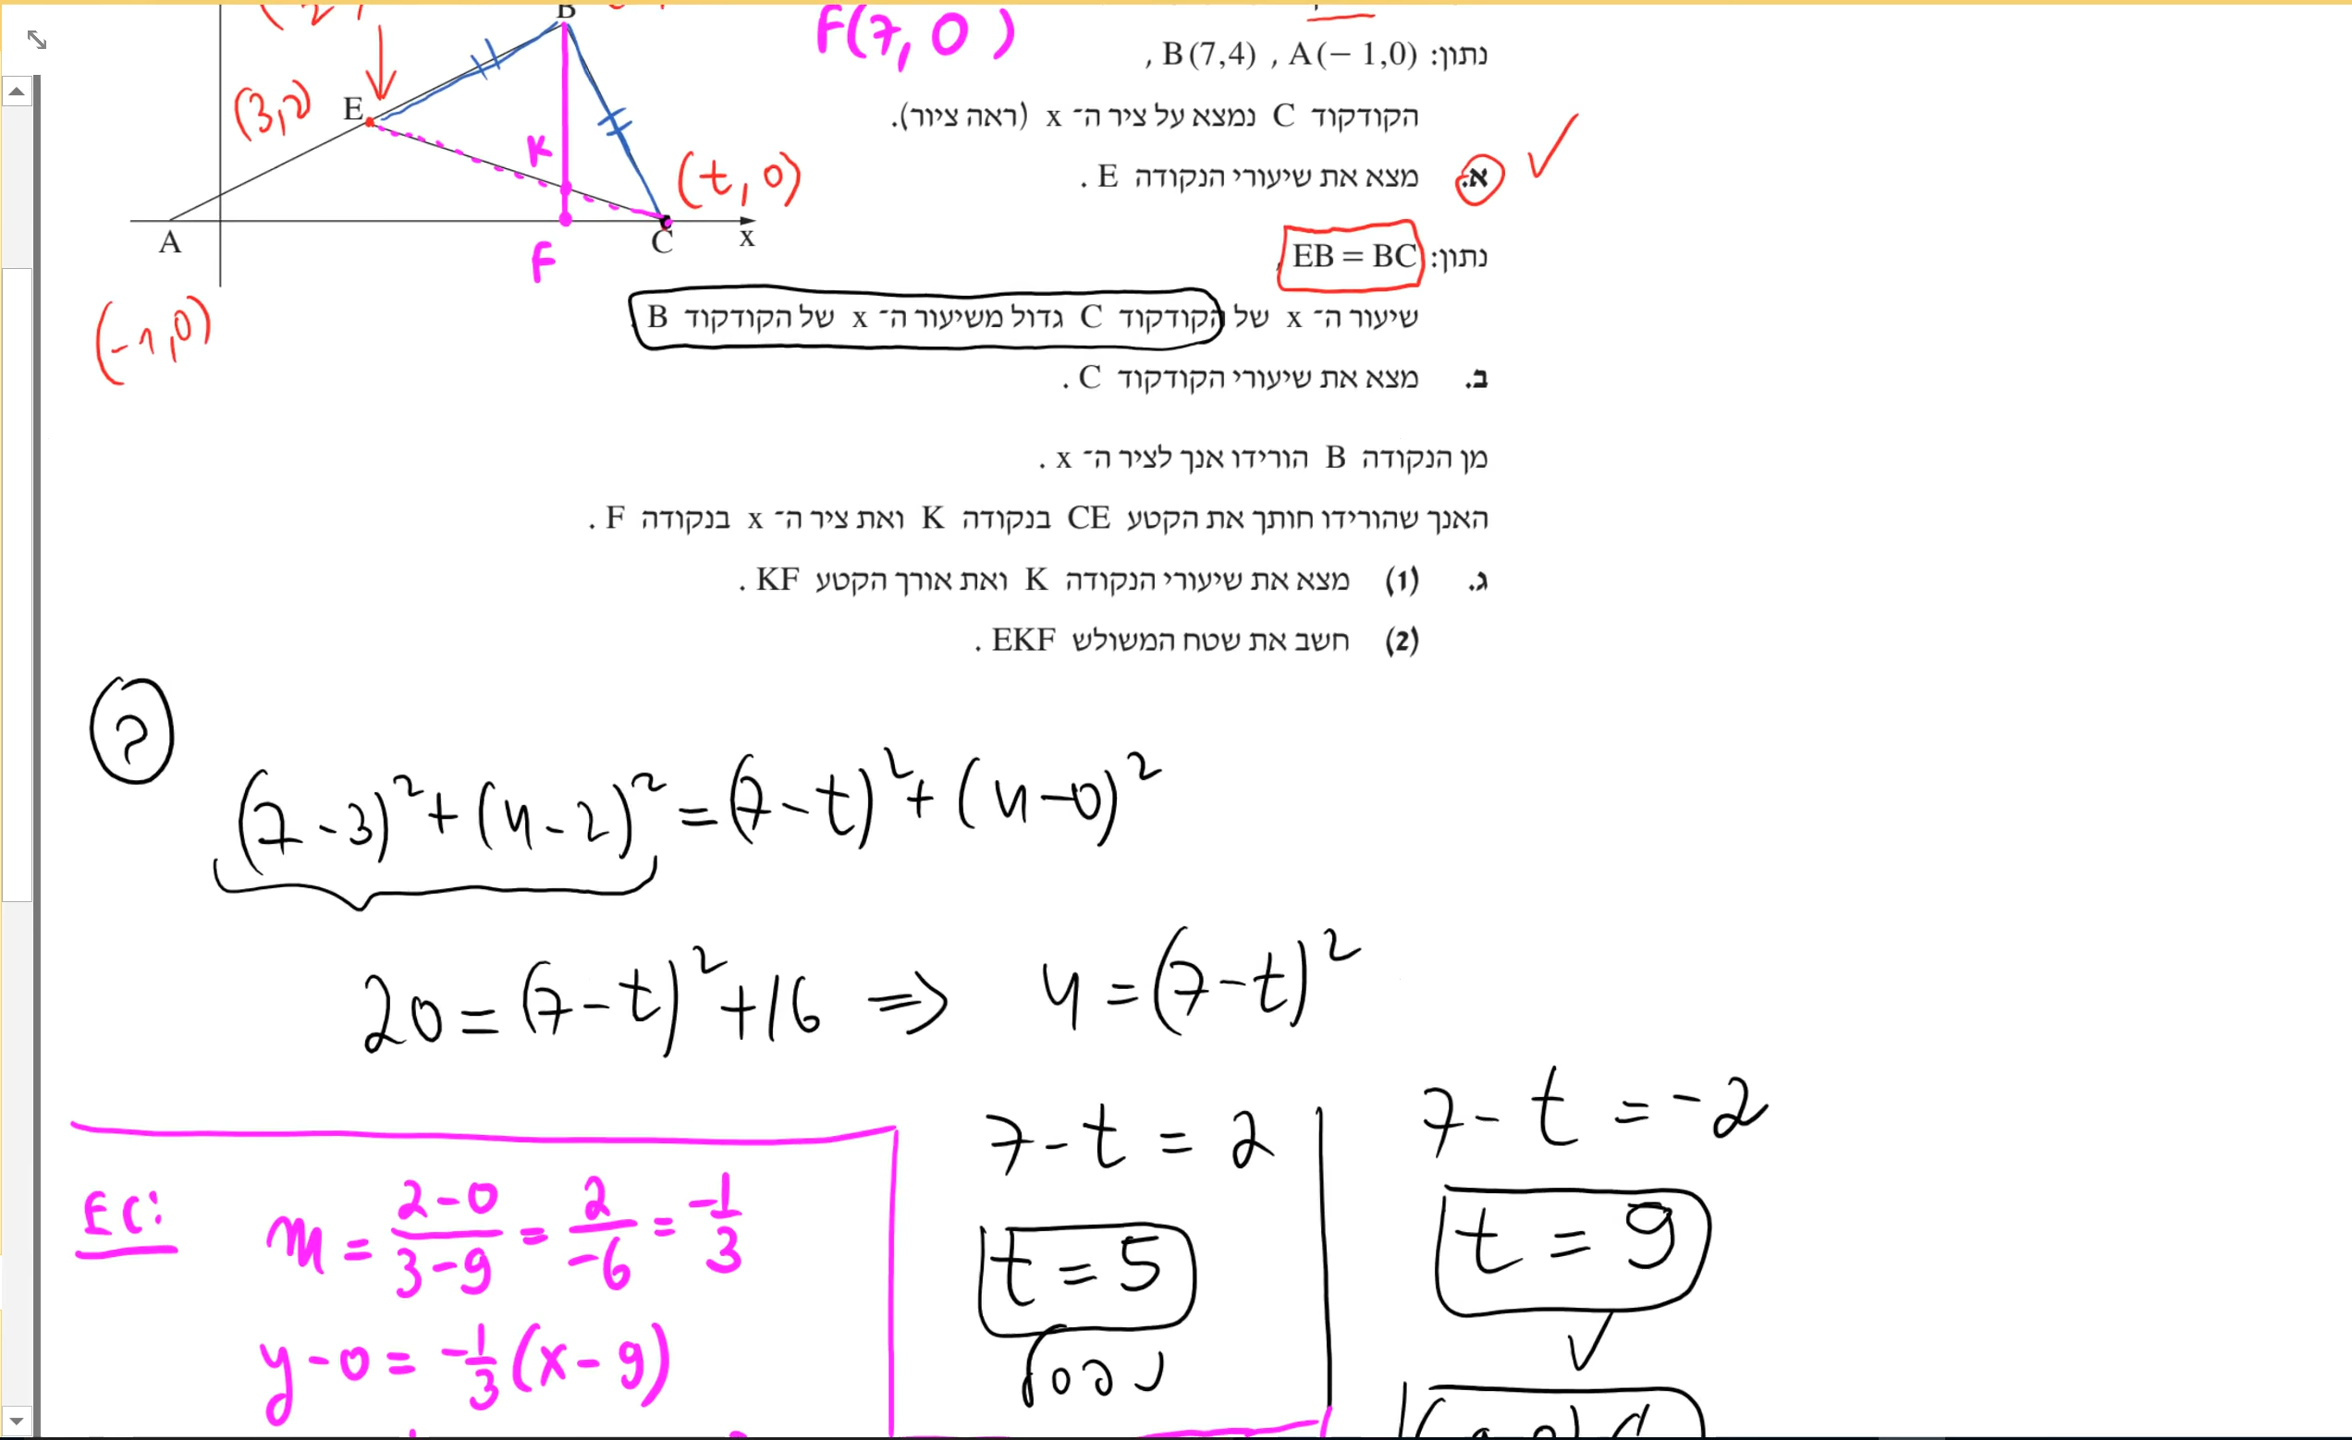 F(7,0)
נתון: A(− 1,0) , B(7,4) ,
הקודקוד C נמצא על ציר ה־ x (ראה ציור).
א. מצא את שיעורי הנקודה E .
נתון: EB = BC ,
שיעור ה־ x של הקודקוד C גדול משיעור ה־ x של הקודקוד B
ב. מצא את שיעורי הקודקוד C .
מן הנקודה B הורידו אנך לציר ה־ x .
האנך שהורידו חותך את הקטע CE בנקודה K ואת ציר ה־ x בנקודה F .
ג. (1) מצא את שיעורי הנקודה K ואת אורך הקטע KF .
(2) חשב את שטח המשולש EKF .
B
(3,2)
E
K
(t,0)
A
C
x
F
(-1,0)
(7-3)²+(4-2)²=(7-t)²+(4-0)²
20=(7-t)²+16 ⇒ 4=(7-t)²
7-t=2
7-t=-2
t=5
t=9
נפסל
EC:
m=\frac{2-0}{3-9}=\frac{2}{-6}=\frac{-1}{3}
y-0=-\frac{1}{3}(x-9)